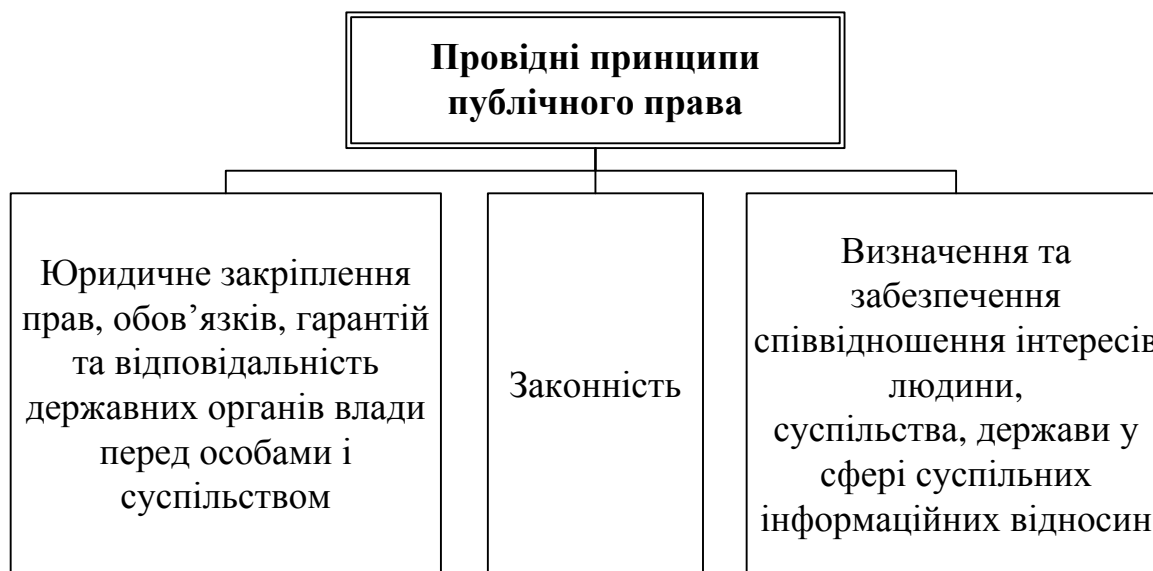 Провідні принципи
публічного права
Юридичне закріплення
прав, обов’язків, гарантій
та відповідальність
державних органів влади
перед особами і
суспільством
Законність
Визначення та
забезпечення
співвідношення інтересів
людини,
суспільства, держави у
сфері суспільних
інформаційних відносин